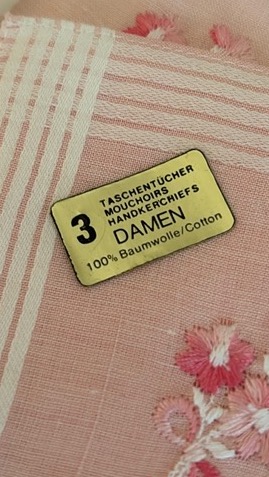 3
TASCHENTÜCHER
MOUCHOIRS
HANDKERCHIEFS
DAMEN
100% Baumwolle/Cotton